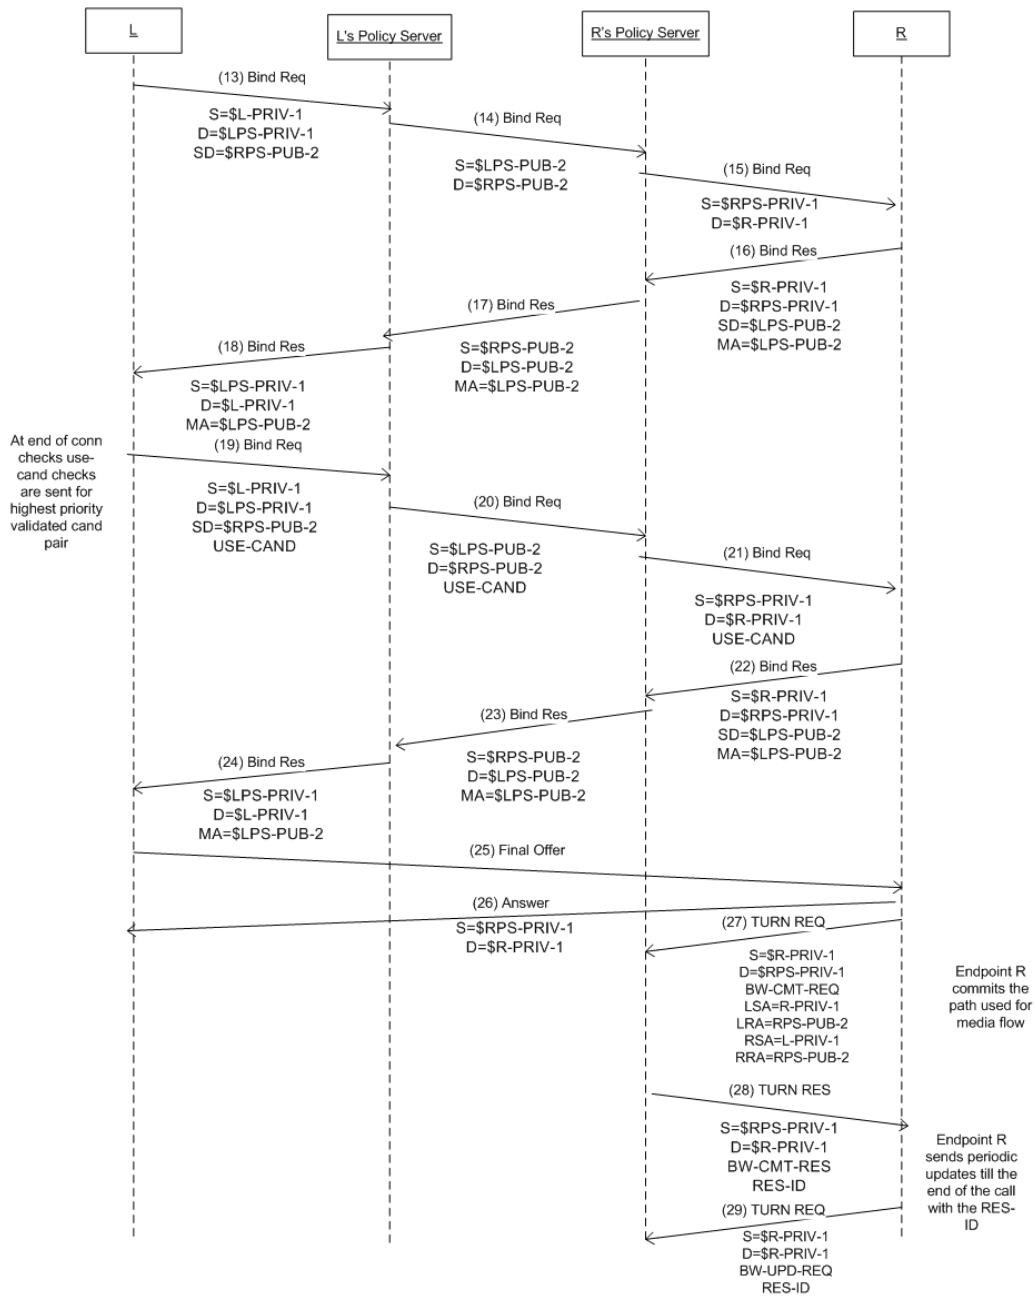 L
L's Policy Server
R's Policy Server
R
(13) Bind Req
S=$L-PRIV-1
D=$LPS-PRIV-1
SD=$RPS-PUB-2
(14) Bind Req
S=$LPS-PUB-2
D=$RPS-PUB-2
(15) Bind Req
S=$RPS-PRIV-1
D=$R-PRIV-1
(16) Bind Res
S=$R-PRIV-1
D=$RPS-PRIV-1
SD=$LPS-PUB-2
MA=$LPS-PUB-2
(17) Bind Res
S=$RPS-PUB-2
D=$LPS-PUB-2
MA=$LPS-PUB-2
(18) Bind Res
S=$LPS-PRIV-1
D=$L-PRIV-1
MA=$LPS-PUB-2
At end of conn
checks use-
cand checks
are sent for
highest priority
validated cand
pair
(19) Bind Req
S=$L-PRIV-1
D=$LPS-PRIV-1
SD=$RPS-PUB-2
USE-CAND
(20) Bind Req
S=$LPS-PUB-2
D=$RPS-PUB-2
USE-CAND
(21) Bind Req
S=$RPS-PRIV-1
D=$R-PRIV-1
USE-CAND
(22) Bind Res
S=$R-PRIV-1
D=$RPS-PRIV-1
SD=$LPS-PUB-2
MA=$LPS-PUB-2
(23) Bind Res
S=$RPS-PUB-2
D=$LPS-PUB-2
MA=$LPS-PUB-2
(24) Bind Res
S=$LPS-PRIV-1
D=$L-PRIV-1
MA=$LPS-PUB-2
(25) Final Offer
(26) Answer
S=$RPS-PRIV-1
D=$R-PRIV-1
(27) TURN REQ
S=$R-PRIV-1
D=$RPS-PRIV-1
BW-CMT-REQ
LSA=R-PRIV-1
LRA=RPS-PUB-2
RSA=L-PRIV-1
RRA=RPS-PUB-2
Endpoint R
commits the
path used for
media flow
(28) TURN RES
S=$RPS-PRIV-1
D=$R-PRIV-1
BW-CMT-RES
RES-ID
Endpoint R
sends periodic
updates till the
end of the call
with the RES-
ID
(29) TURN REQ
S=$R-PRIV-1
D=$R-PRIV-1
BW-UPD-REQ
RES-ID